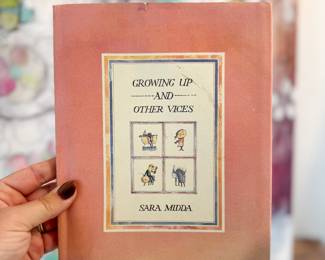 GROWING UP
AND
OTHER VICES
SARA MIDDA